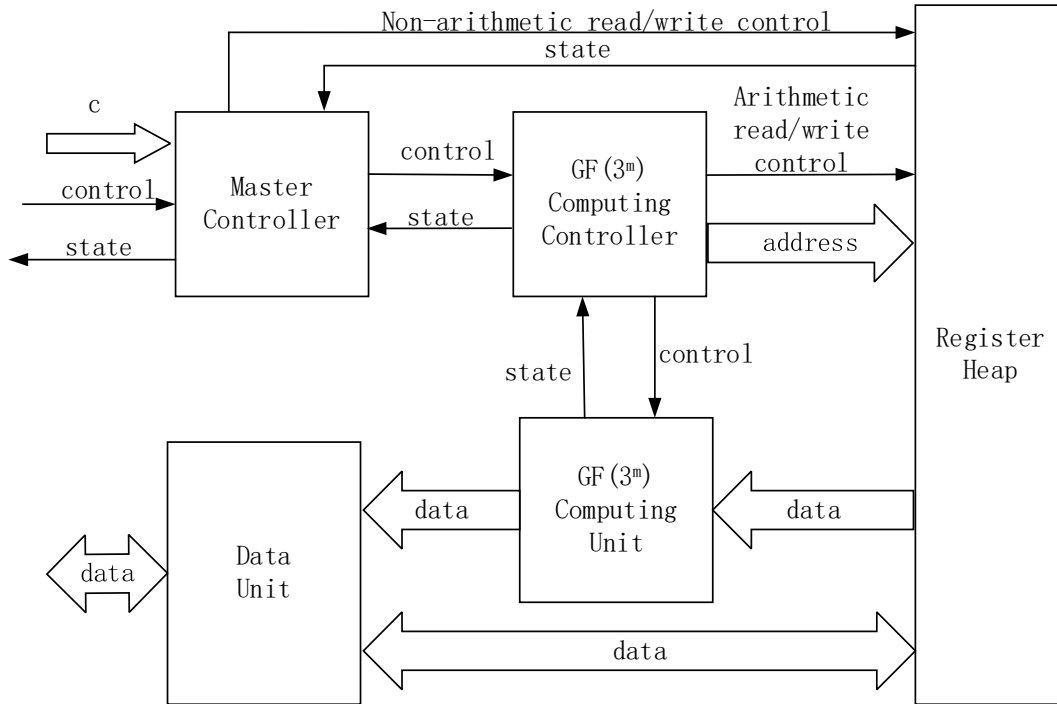 Non-arithmetic read/write control
state
c
Arithmetic
read/write
control
control
GF(3ᵐ)
Computing
Controller
control
Master
Controller
state
address
state
Register
Heap
state
control
GF(3ᵐ)
Computing
Unit
data
data
Data
Unit
data
data